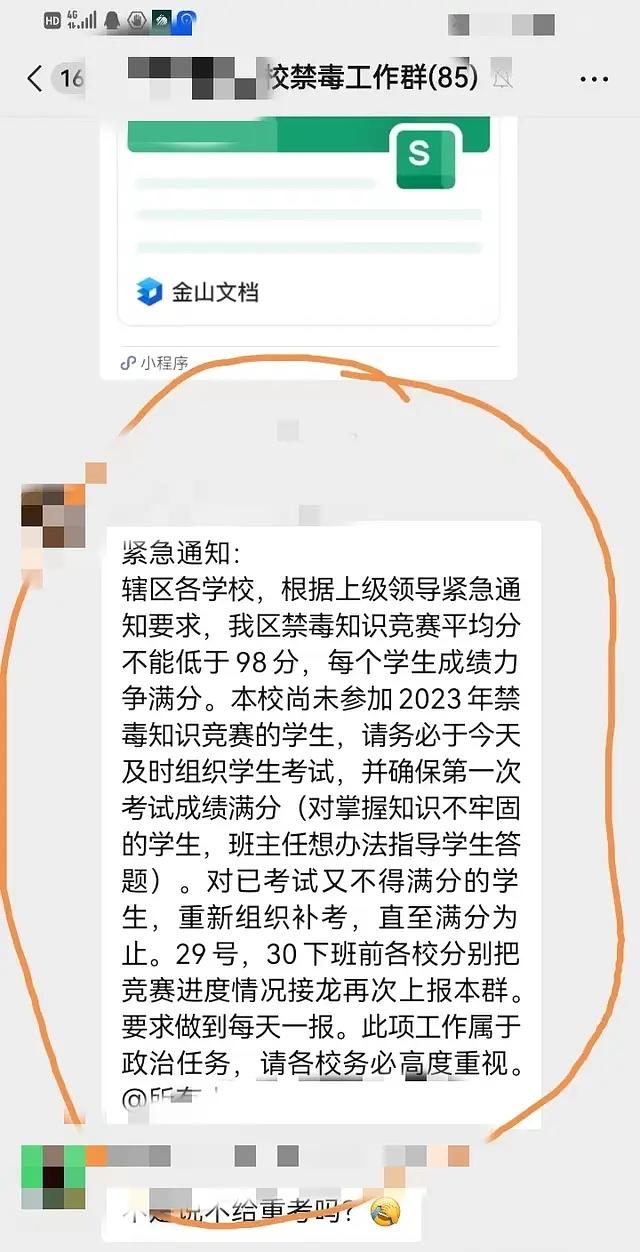 HD 4G
16
校禁毒工作群(85)
S
金山文档
小程序
紧急通知：
辖区各学校，根据上级领导紧急通
知要求，我区禁毒知识竞赛平均分
不能低于98分，每个学生成绩力
争满分。本校尚未参加2023年禁
毒知识竞赛的学生，请务必于今天
及时组织学生考试，并确保第一次
考试成绩满分（对掌握知识不牢固
的学生，班主任想办法指导学生答
题）。对已考试又不得满分的学
生，重新组织补考，直至满分为
止。29号，30下班前各校分别把
竞赛进度情况接龙再次上报本群。
要求做到每天一报。此项工作属于
政治任务，请各校务必高度重视。
@所有人
不是说不给重考吗？